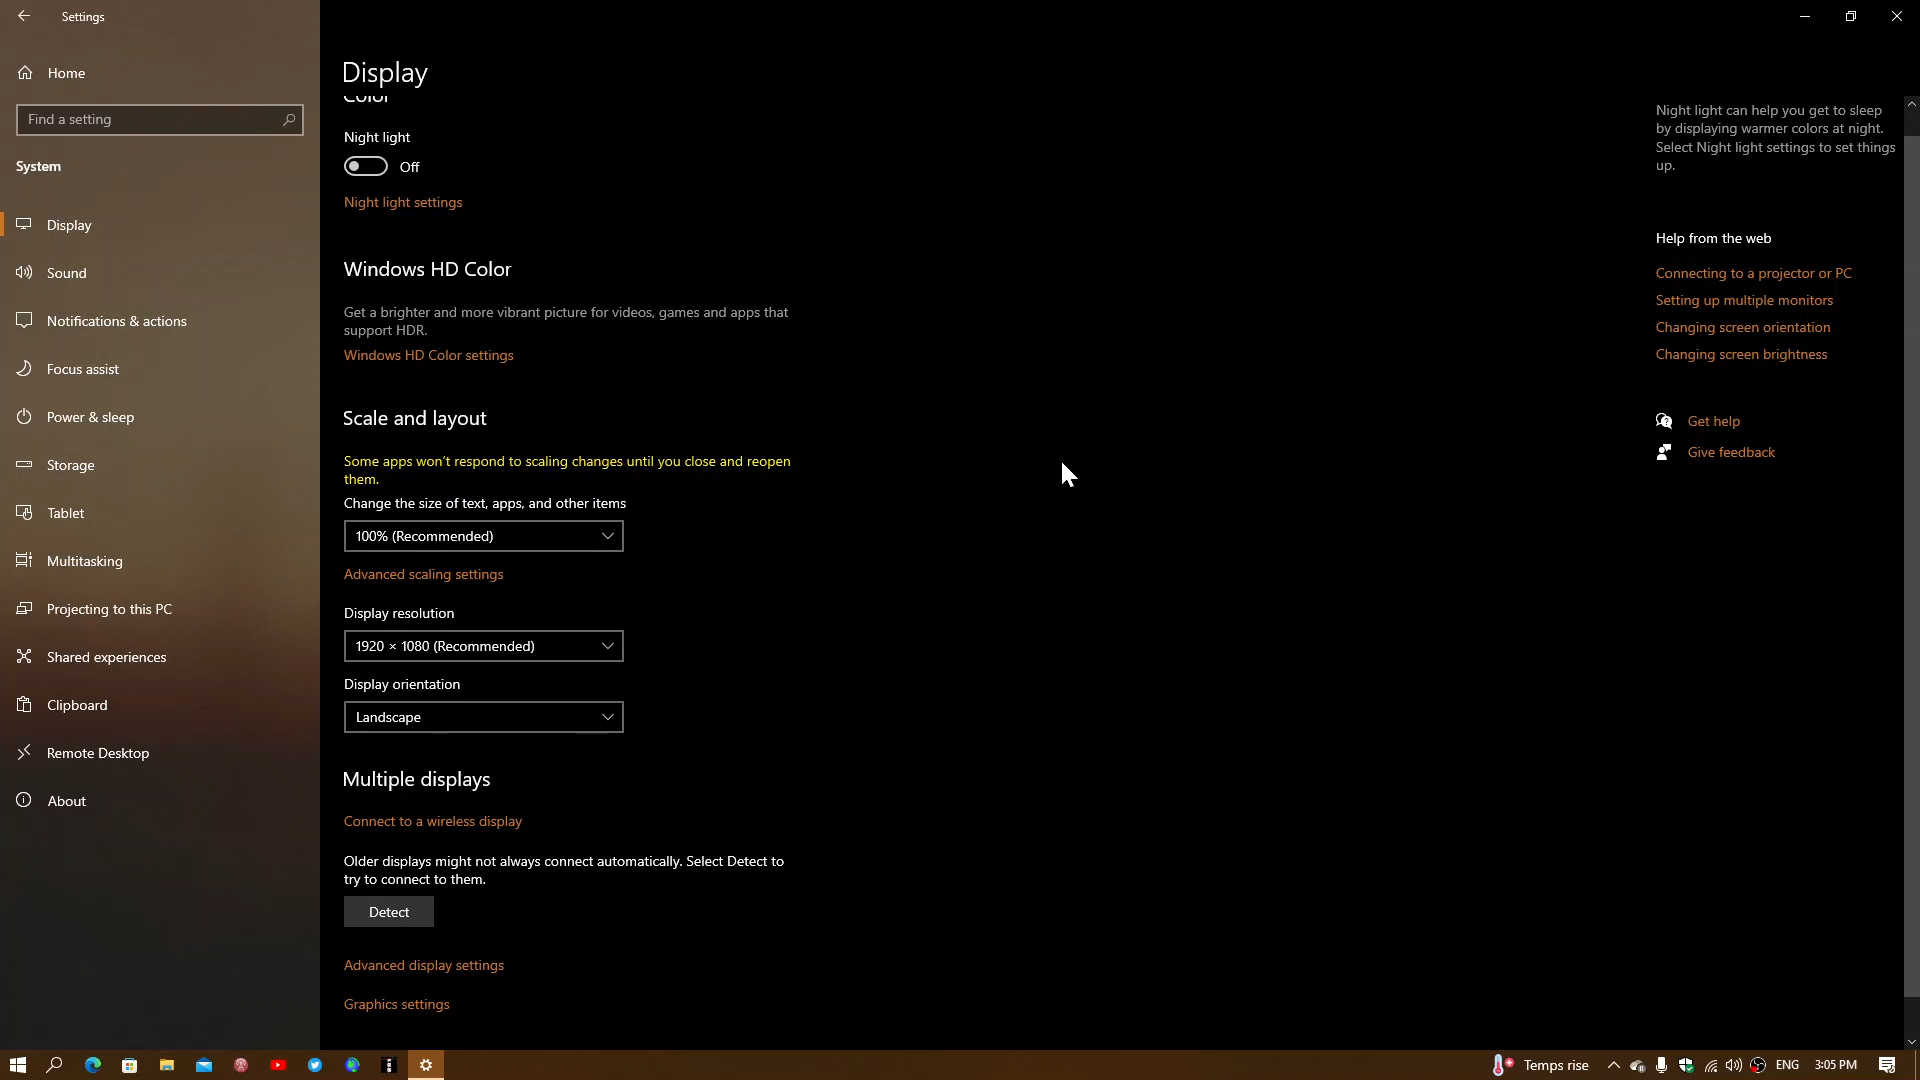 Settings
Home
Find a setting
System
Display
Sound
Notifications & actions
Focus assist
Power & sleep
Storage
Tablet
Multitasking
Projecting to this PC
Shared experiences
Clipboard
Remote Desktop
About
Display
Color
Night light
Off
Night light settings
Windows HD Color
Get a brighter and more vibrant picture for videos, games and apps that
support HDR.
Windows HD Color settings
Scale and layout
Some apps won't respond to scaling changes until you close and reopen
them.
Change the size of text, apps, and other items
100% (Recommended)
Advanced scaling settings
Display resolution
1920 × 1080 (Recommended)
Display orientation
Landscape
Multiple displays
Connect to a wireless display
Older displays might not always connect automatically. Select Detect to
try to connect to them.
Detect
Advanced display settings
Graphics settings
Night light can help you get to sleep
by displaying warmer colors at night.
Select Night light settings to set things
up.
Help from the web
Connecting to a projector or PC
Setting up multiple monitors
Changing screen orientation
Changing screen brightness
Get help
Give feedback
Temps rise
ENG
3:05 PM